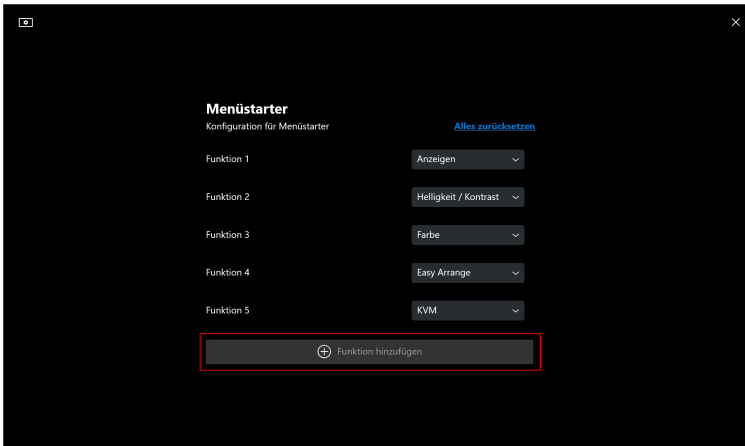 Menüstarter
Konfiguration für Menüstarter Alles zurücksetzen
Funktion 1 Anzeigen
Funktion 2 Helligkeit / Kontrast
Funktion 3 Farbe
Funktion 4 Easy Arrange
Funktion 5 KVM
Funktion hinzufügen